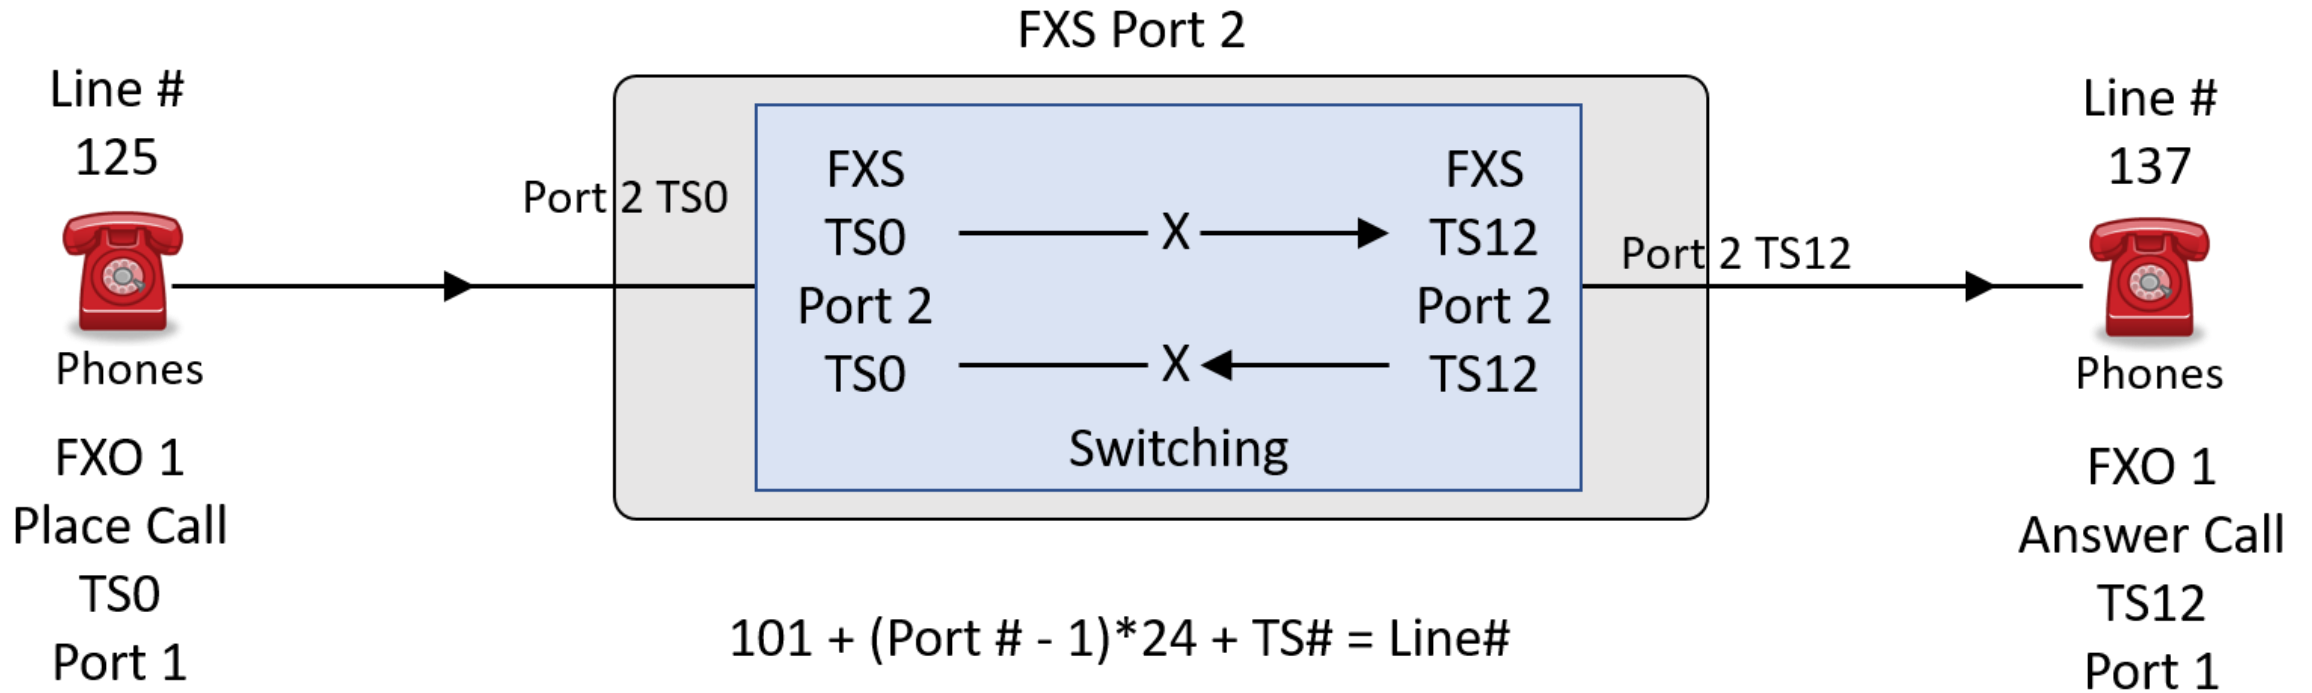 FXS Port 2
Line #
125
Phones
FXO 1
Place Call
TS0
Port 1
Port 2 TS0
FXS
TS0
Port 2
TS0
X
X
FXS
TS12
Port 2
TS12
Switching
Port 2 TS12
Line #
137
Phones
FXO 1
Answer Call
TS12
Port 1
101 + (Port # - 1)*24 + TS# = Line#